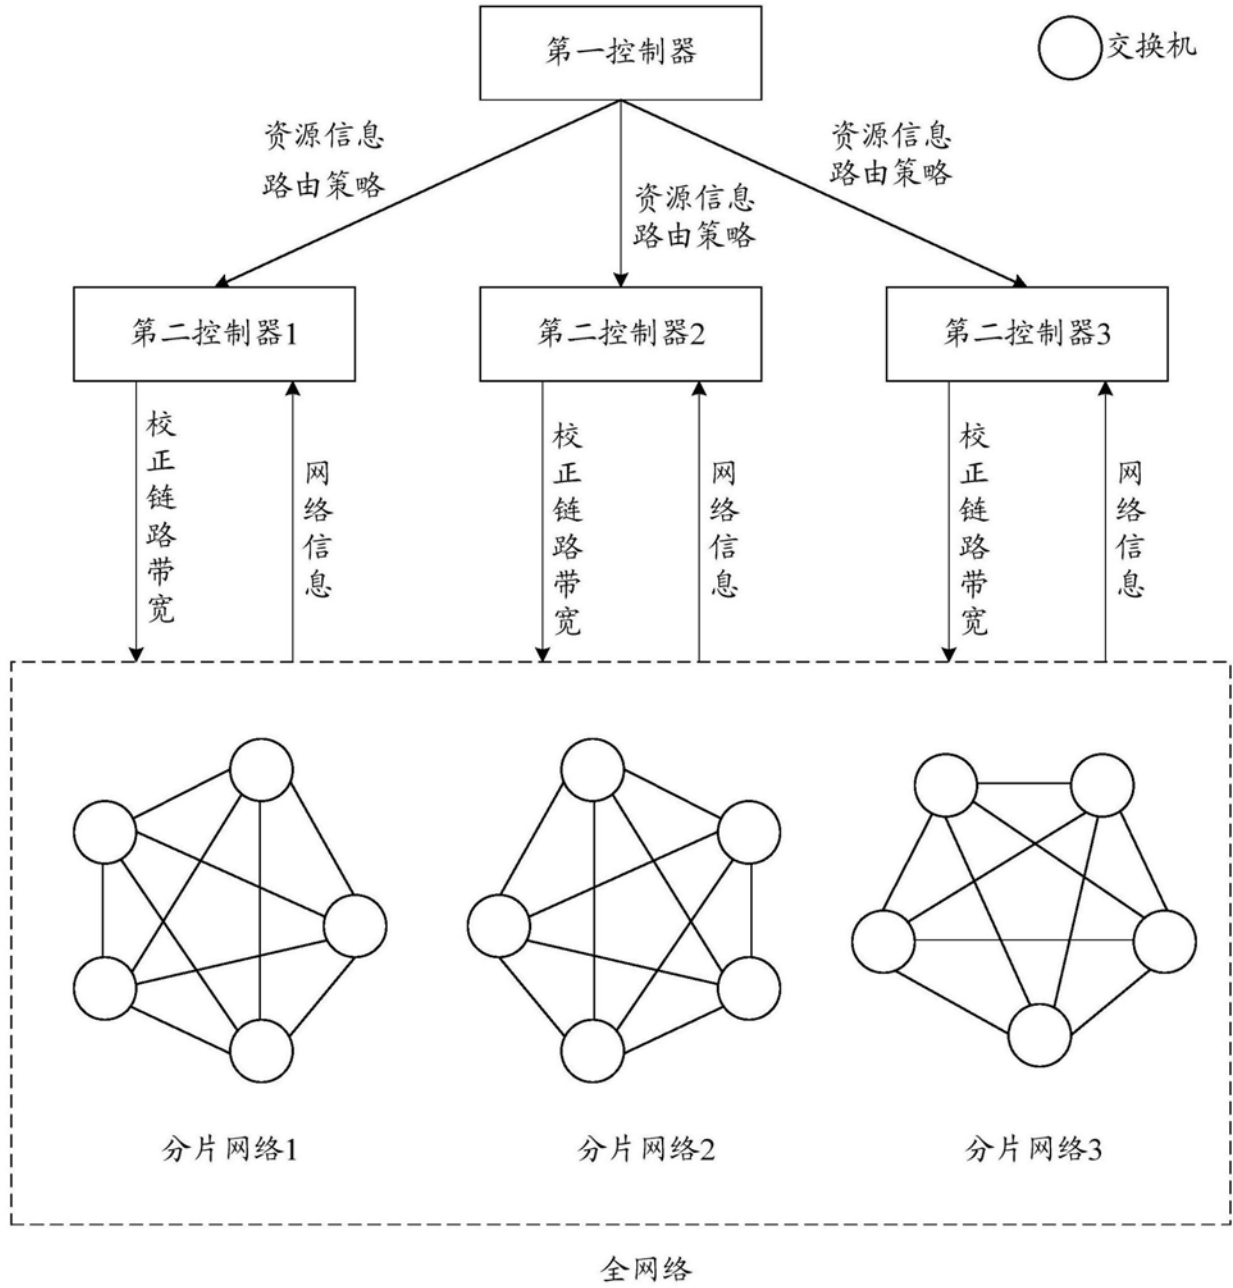 第一控制器
交换机
资源信息
路由策略
资源信息
路由策略
资源信息
路由策略
第二控制器1
第二控制器2
第二控制器3
校正链路带宽
网络信息
校正链路带宽
网络信息
校正链路带宽
网络信息
分片网络1
分片网络2
分片网络3
全网络